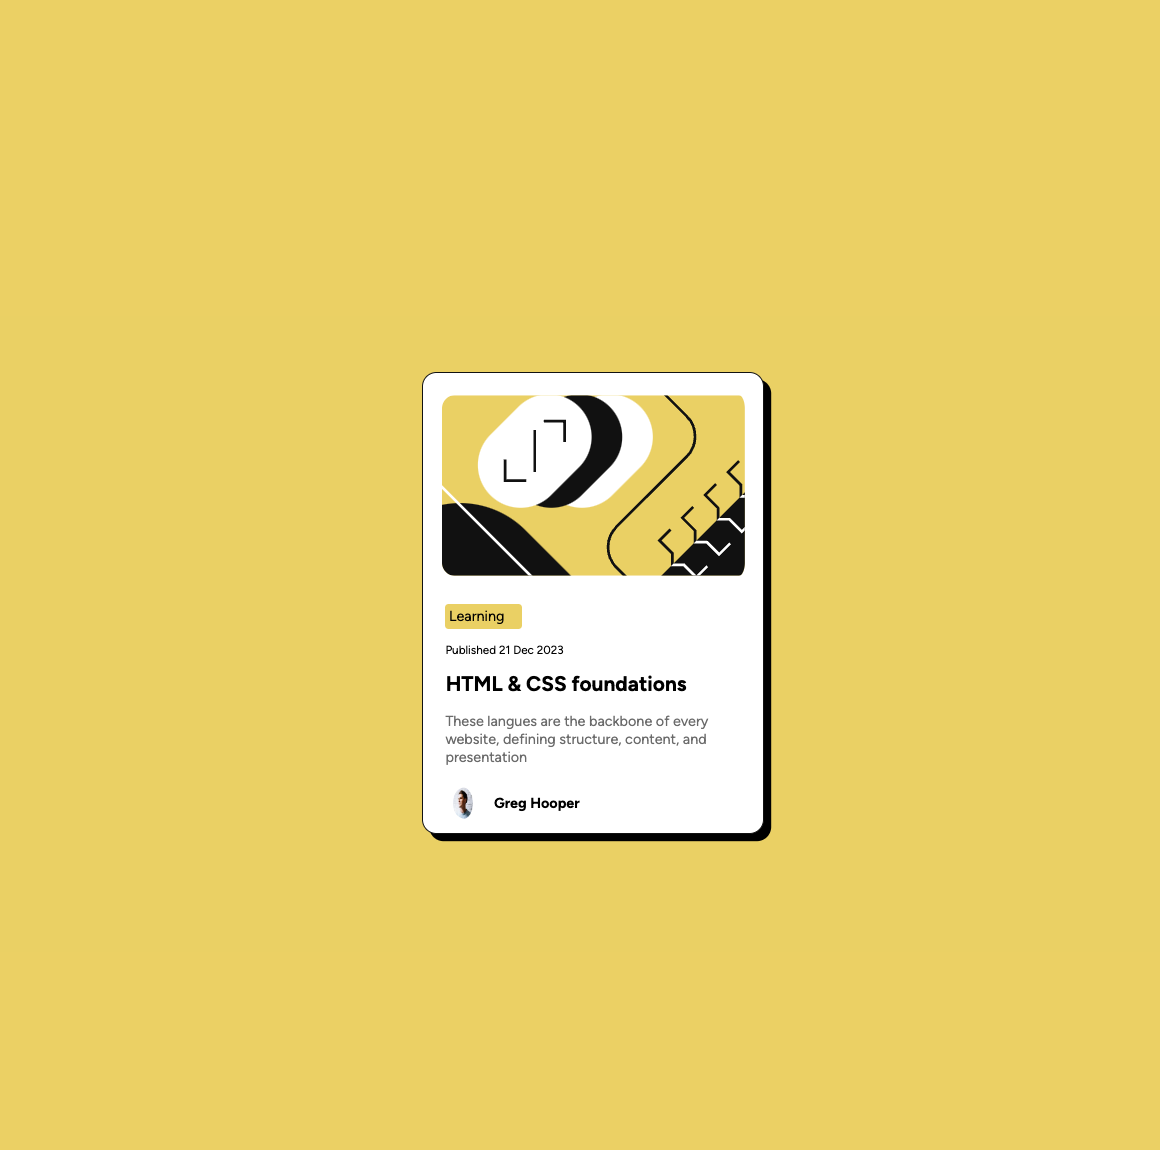 Learning
Published 21 Dec 2023
HTML & CSS foundations
These langues are the backbone of every
website, defining structure, content, and
presentation
Greg Hooper